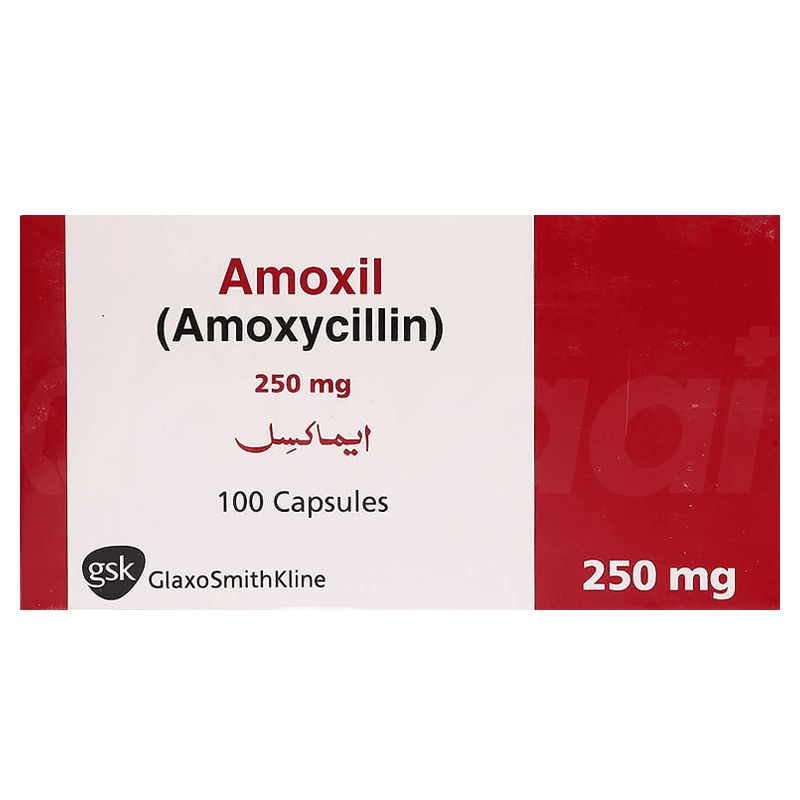 Amoxil
(Amoxycillin)
250 mg
ایماکسِل
100 Capsules
gsk GlaxoSmithKline
250 mg